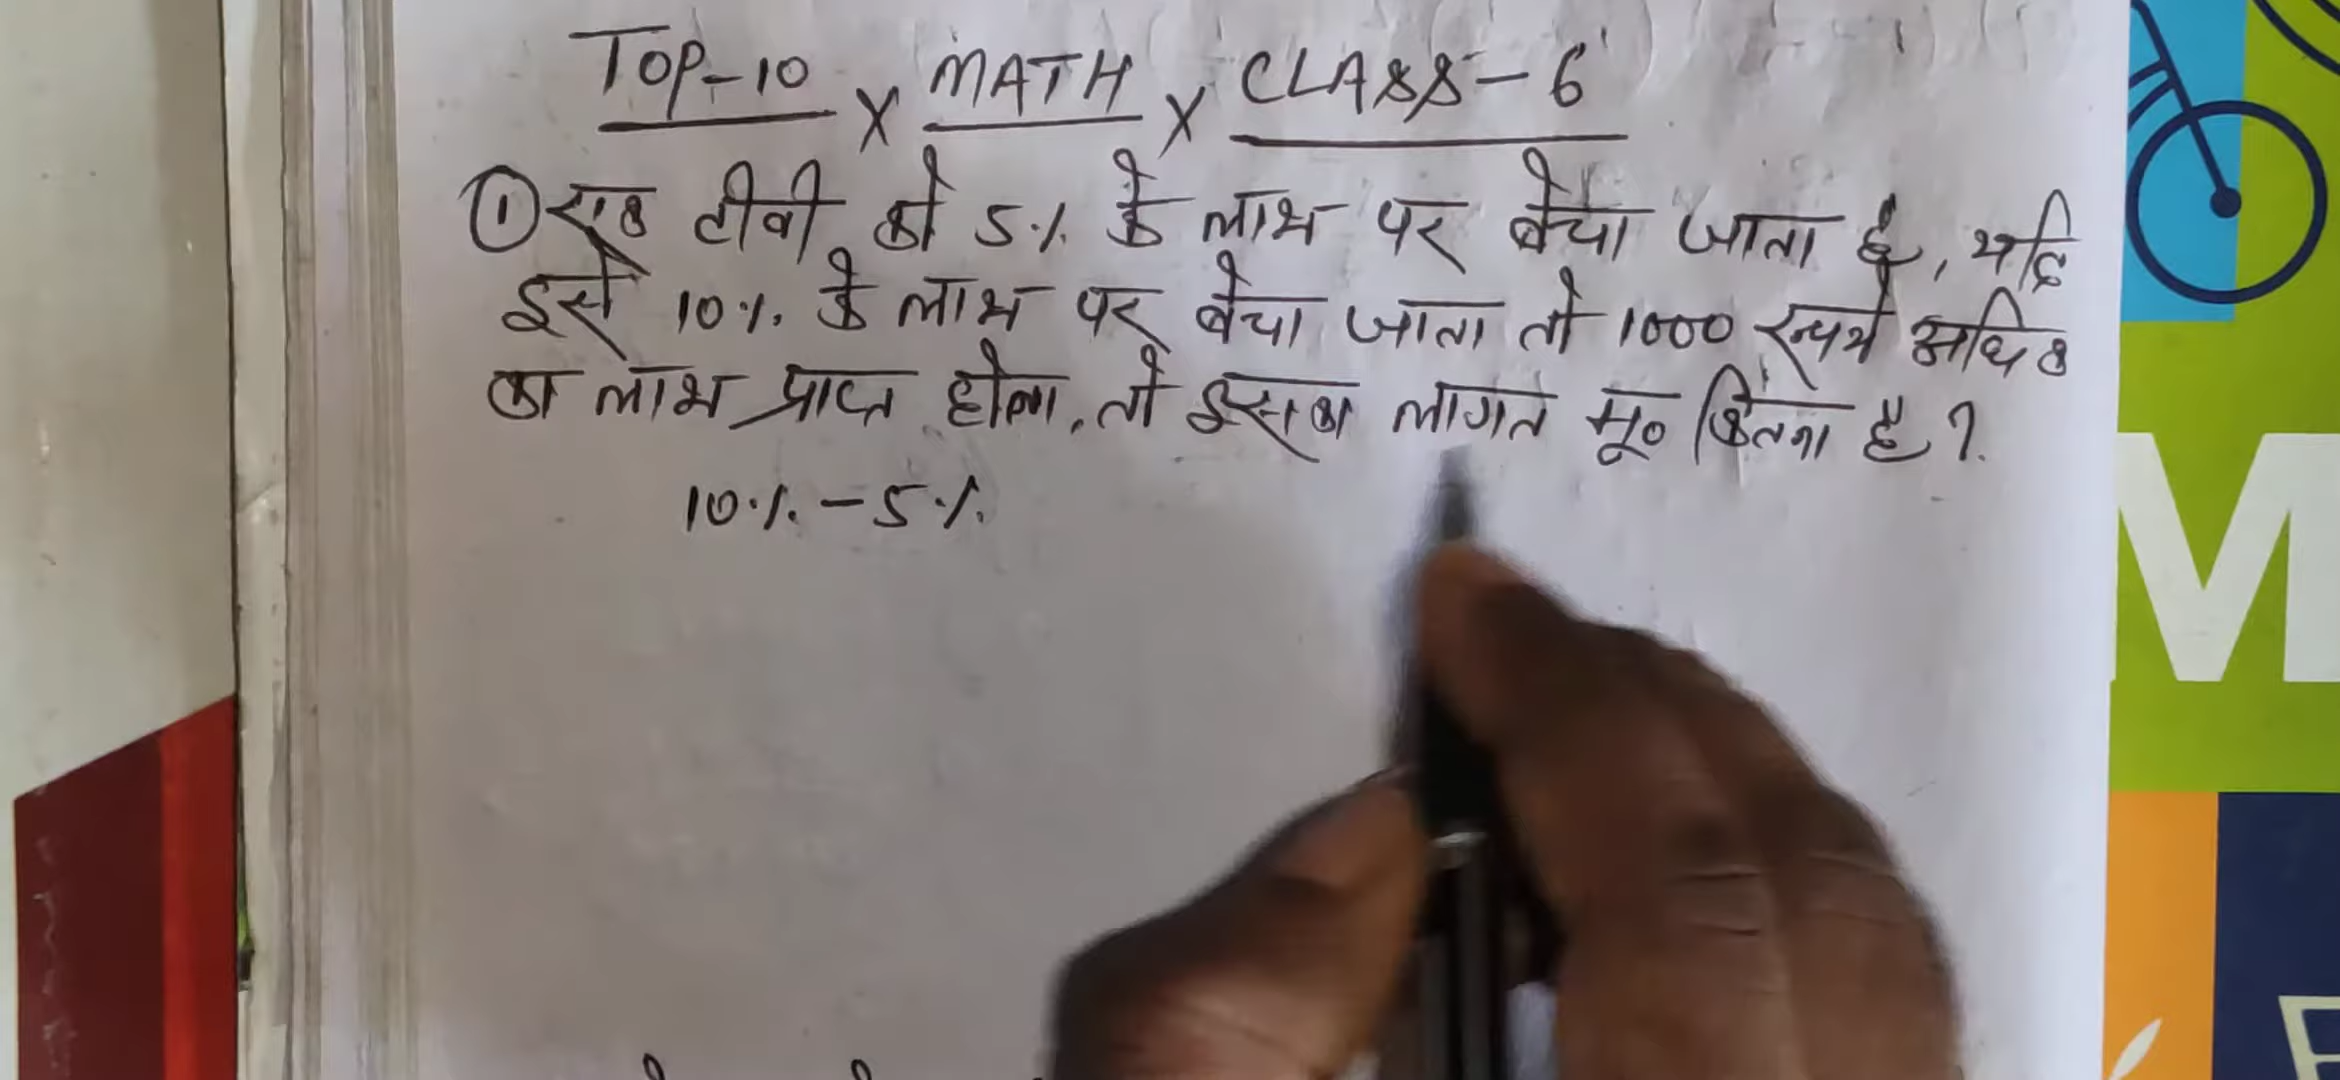 TOP-10 x MATH x CLASS-6
① एक टीवी को 5% के लाभ पर बेचा जाता है, यदि
इसे 10% के लाभ पर बेचा जाता तो 1000 रूपये अधिक
का लाभ प्राप्त होता, तो इसका लागत मू० कितना है?
10% - 5%
M